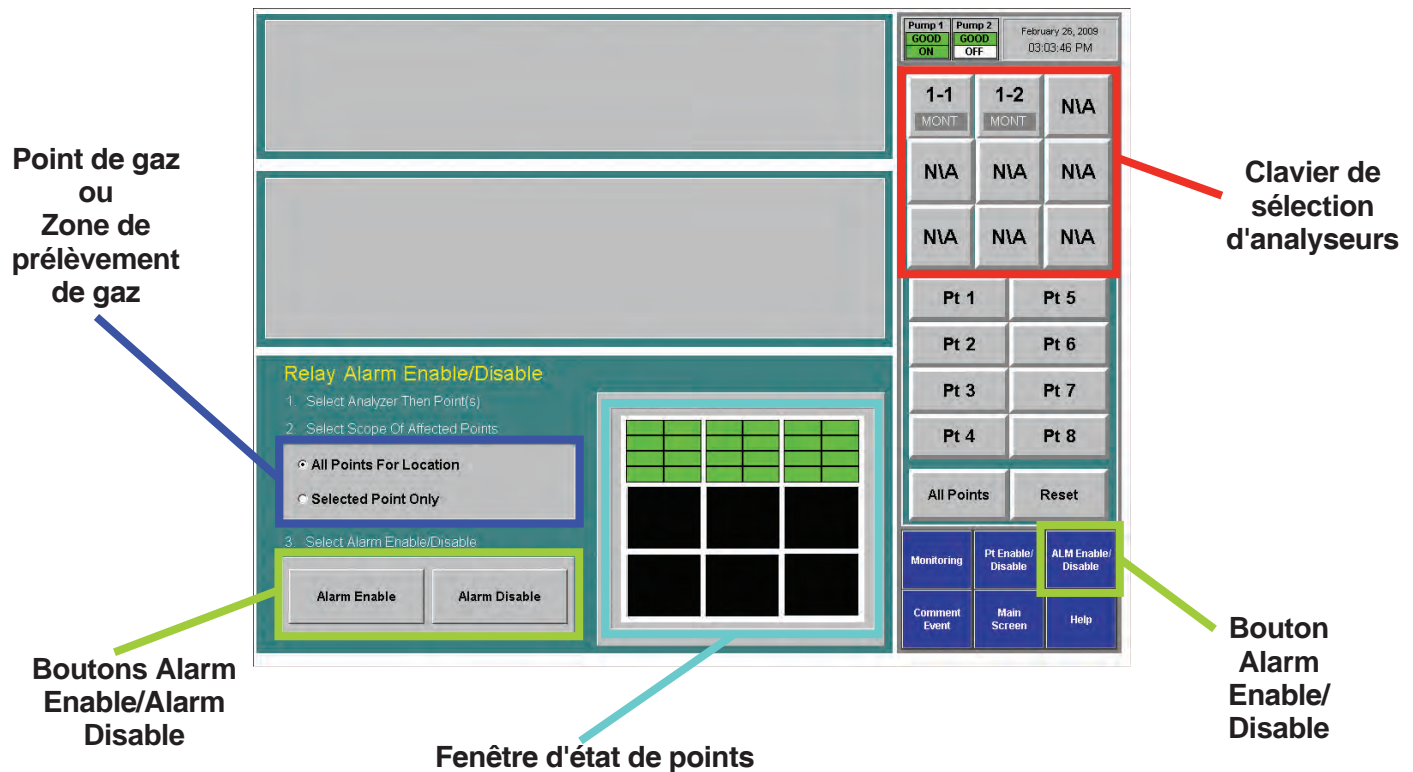 Pump 1 Pump 2
GOOD GOOD
ON OFF
February 26, 2009
03:03:46 PM
1-1 1-2 N\A
MONT MONT
N\A N\A N\A
N\A N\A N\A
Pt 1 Pt 5
Pt 2 Pt 6
Pt 3 Pt 7
Pt 4 Pt 8
All Points Reset
Monitoring
Pt Enable/
Disable
ALM Enable/
Disable
Comment
Event
Main
Screen
Help
Point de gaz
ou
Zone de
prélèvement
de gaz
Clavier de
sélection
d'analyseurs
Relay Alarm Enable/Disable
1. Select Analyzer Then Point(s)
2. Select Scope Of Affected Points
All Points For Location
Selected Point Only
3. Select Alarm Enable/Disable
Alarm Enable Alarm Disable
Boutons Alarm
Enable/Alarm
Disable
Fenêtre d'état de points
Bouton
Alarm
Enable/
Disable